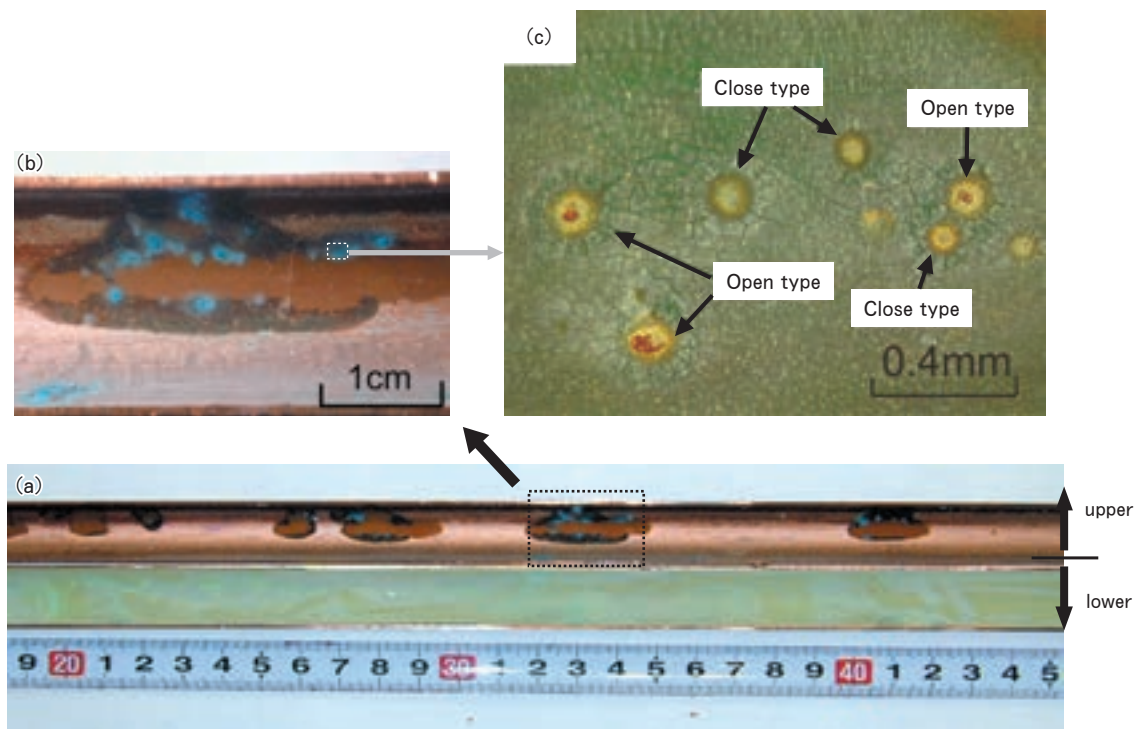 (c)
Close type
Open type
(b)
Open type
Close type
1cm
0.4mm
(a)
upper
lower
9 20 1 2 3 4 5 6 7 8 9 30 1 2 3 4 5 6 7 8 9 40 1 2 3 4 5